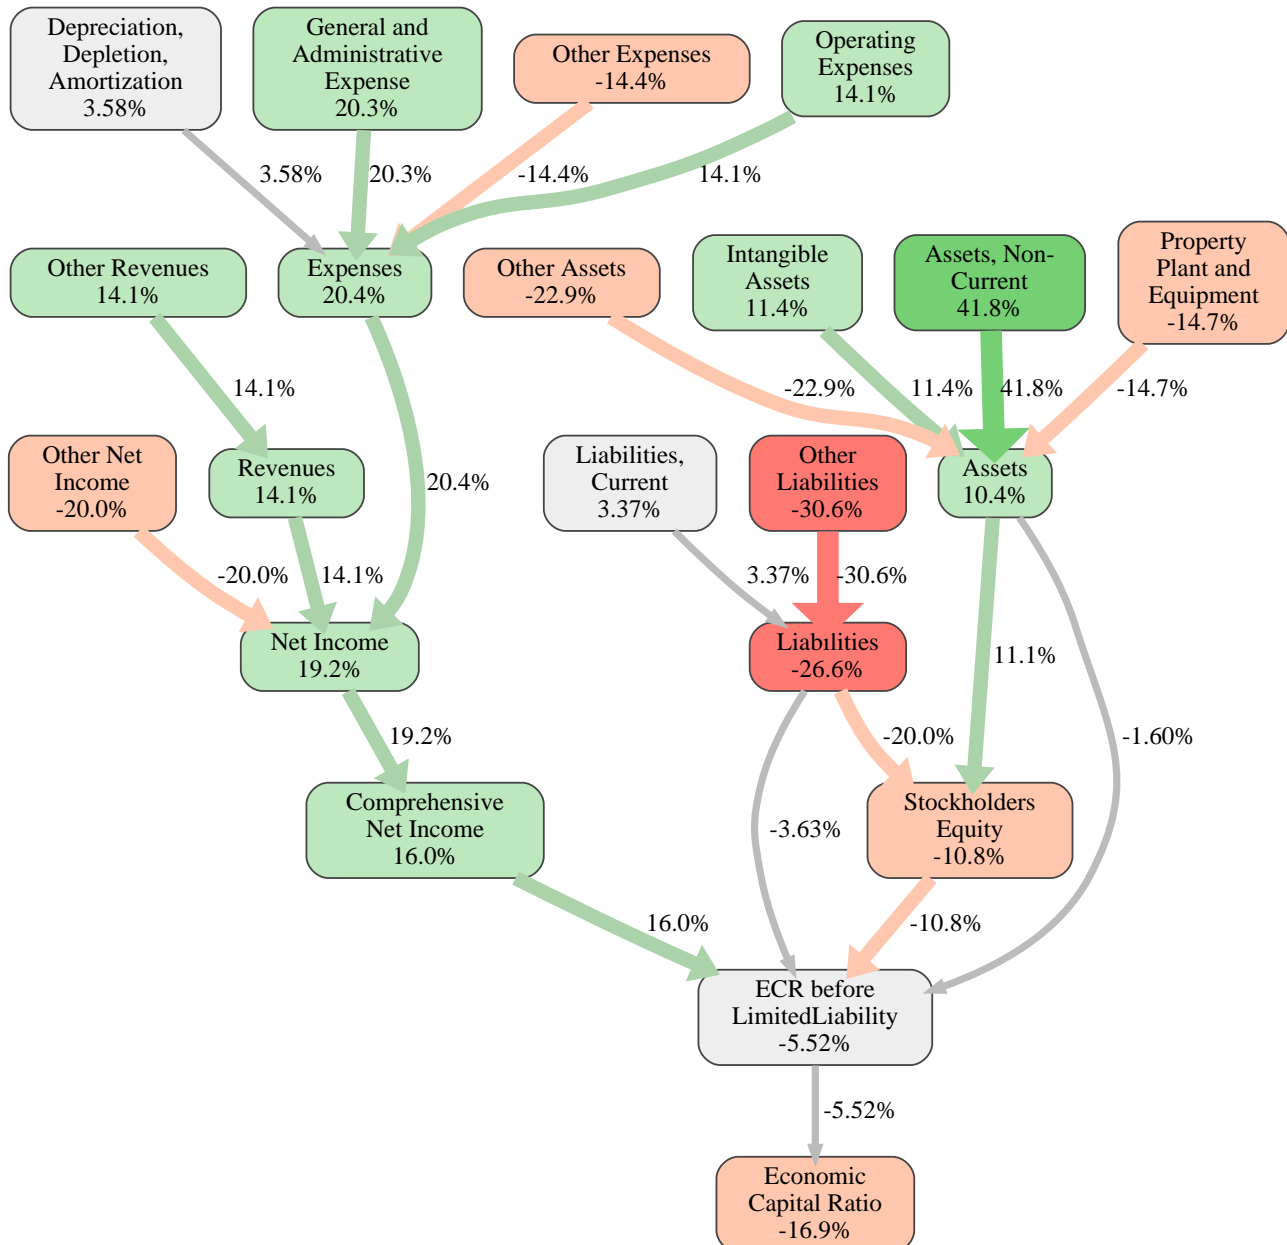 Depreciation,
Depletion,
Amortization
3.58%
General and
Administrative
Expense
20.3%
Other Expenses
-14.4%
Operating
Expenses
14.1%
3.58%
20.3%
-14.4%
14.1%
Other Revenues
14.1%
Expenses
20.4%
Other Assets
-22.9%
Intangible
Assets
11.4%
Assets, Non-
Current
41.8%
Property
Plant and
Equipment
-14.7%
14.1%
-22.9%
11.4%
41.8%
-14.7%
Other Net
Income
-20.0%
Revenues
14.1%
20.4%
Liabilities,
Current
3.37%
Other
Liabilities
-30.6%
Assets
10.4%
-20.0%
14.1%
3.37%
-30.6%
Net Income
19.2%
Liabilities
-26.6%
11.1%
19.2%
-20.0%
-1.60%
Comprehensive
Net Income
16.0%
-3.63%
Stockholders
Equity
-10.8%
16.0%
-10.8%
ECR before
LimitedLiability
-5.52%
-5.52%
Economic
Capital Ratio
-16.9%